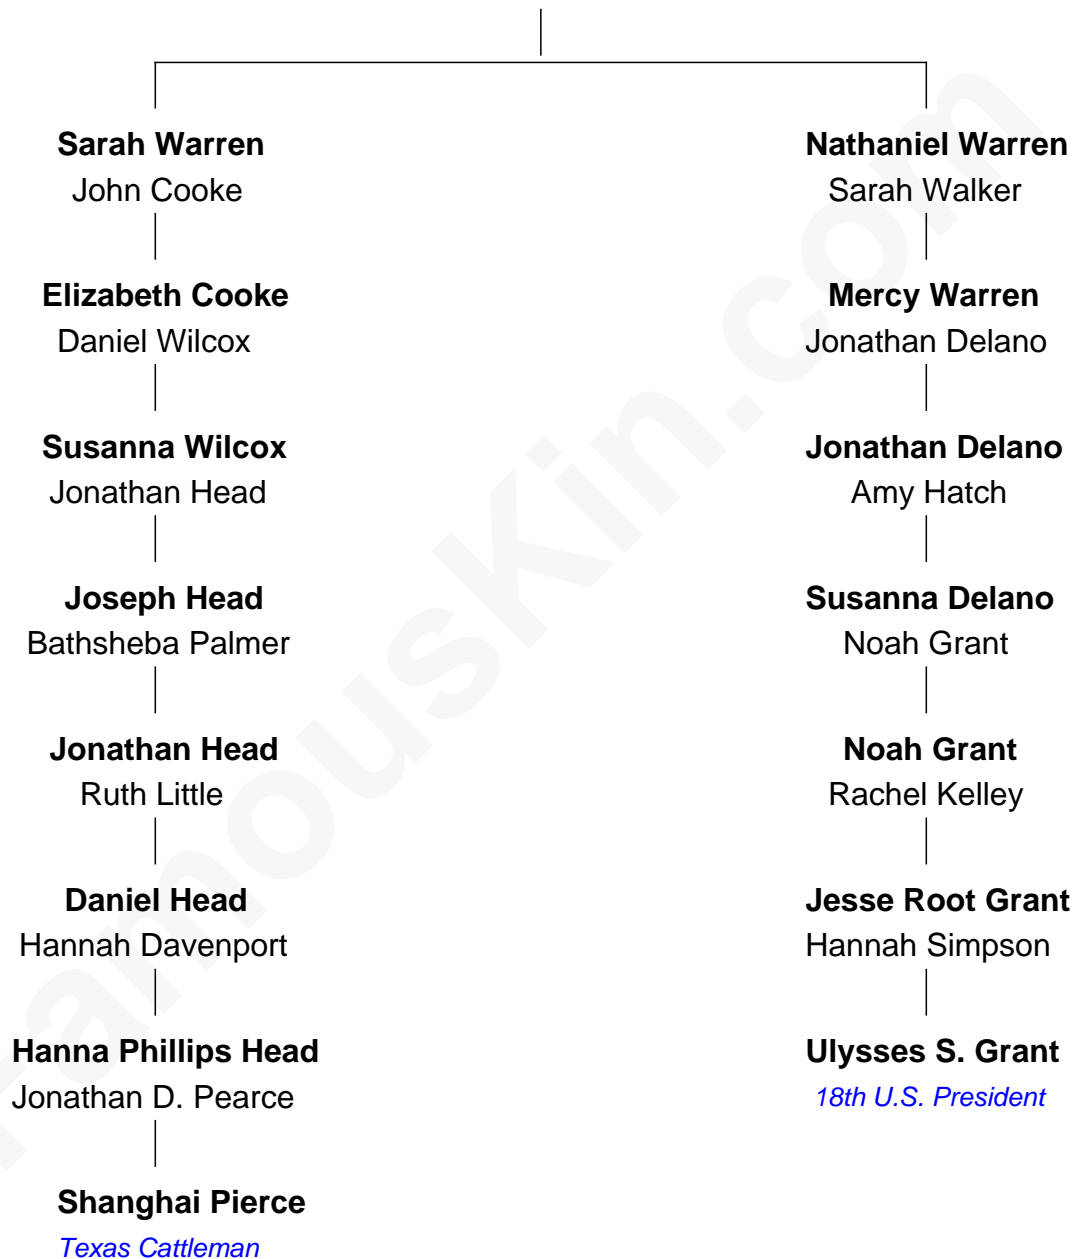 Sarah Warren
John Cooke
Elizabeth Cooke
Daniel Wilcox
Susanna Wilcox
Jonathan Head
Joseph Head
Bathsheba Palmer
Jonathan Head
Ruth Little
Daniel Head
Hannah Davenport
Hanna Phillips Head
Jonathan D. Pearce
Shanghai Pierce
Texas Cattleman
Nathaniel Warren
Sarah Walker
Mercy Warren
Jonathan Delano
Jonathan Delano
Amy Hatch
Susanna Delano
Noah Grant
Noah Grant
Rachel Kelley
Jesse Root Grant
Hannah Simpson
Ulysses S. Grant
18th U.S. President
FamousKin.com